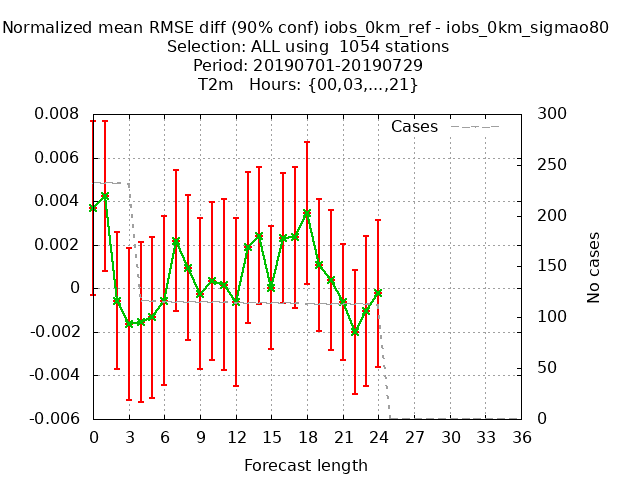 Normalized mean RMSE diff (90% conf) iobs_0km_ref - iobs_0km_sigmao80
Selection: ALL using  1054 stations
Period: 20190701-20190729
T2m   Hours: {00,03,...,21}
0.008
0.006
0.004
0.002
0
-0.002
-0.004
-0.006
Cases
300
250
200
150
100
50
0
No cases
0 3 6 9 12 15 18 21 24 27 30 33 36
Forecast length